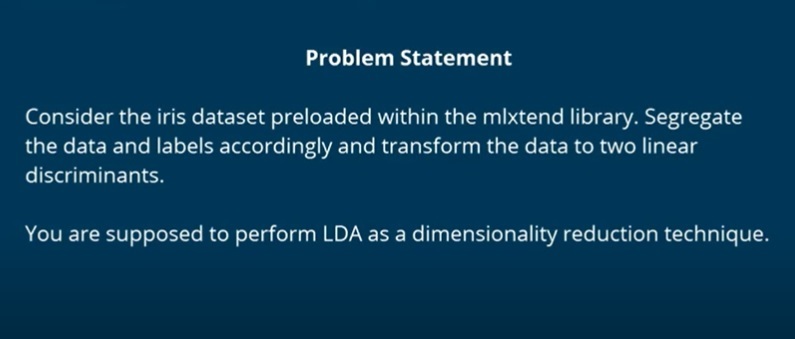 Problem Statement
Consider the iris dataset preloaded within the mlxtend library. Segregate
the data and labels accordingly and transform the data to two linear
discriminants.
You are supposed to perform LDA as a dimensionality reduction technique.